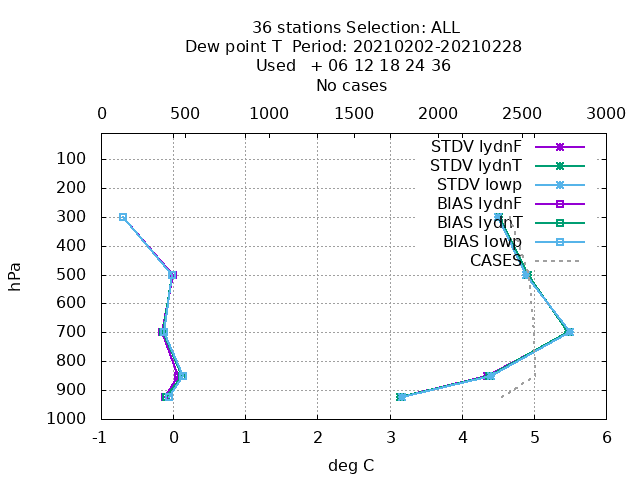 36 stations Selection: ALL
Dew point T  Period: 20210202-20210228
Used   + 06 12 18 24 36
No cases
0 500 1000 1500 2000 2500 3000
STDV lydnF
STDV lydnT
STDV lowp
BIAS lydnF
BIAS lydnT
BIAS lowp
CASES
100
200
300
400
500
600
700
800
900
1000
hPa
-1 0 1 2 3 4 5 6
deg C